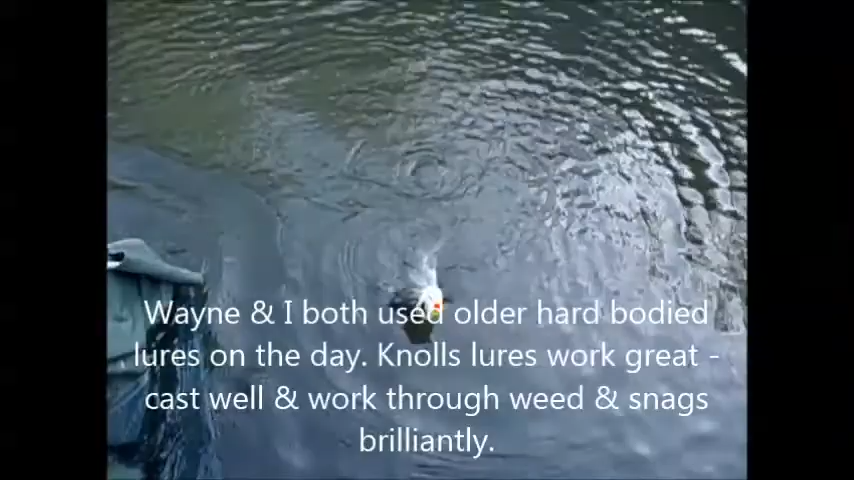 Wayne & I both used older hard bodied
lures on the day. Knolls lures work great -
cast well & work through weed & snags
brilliantly.